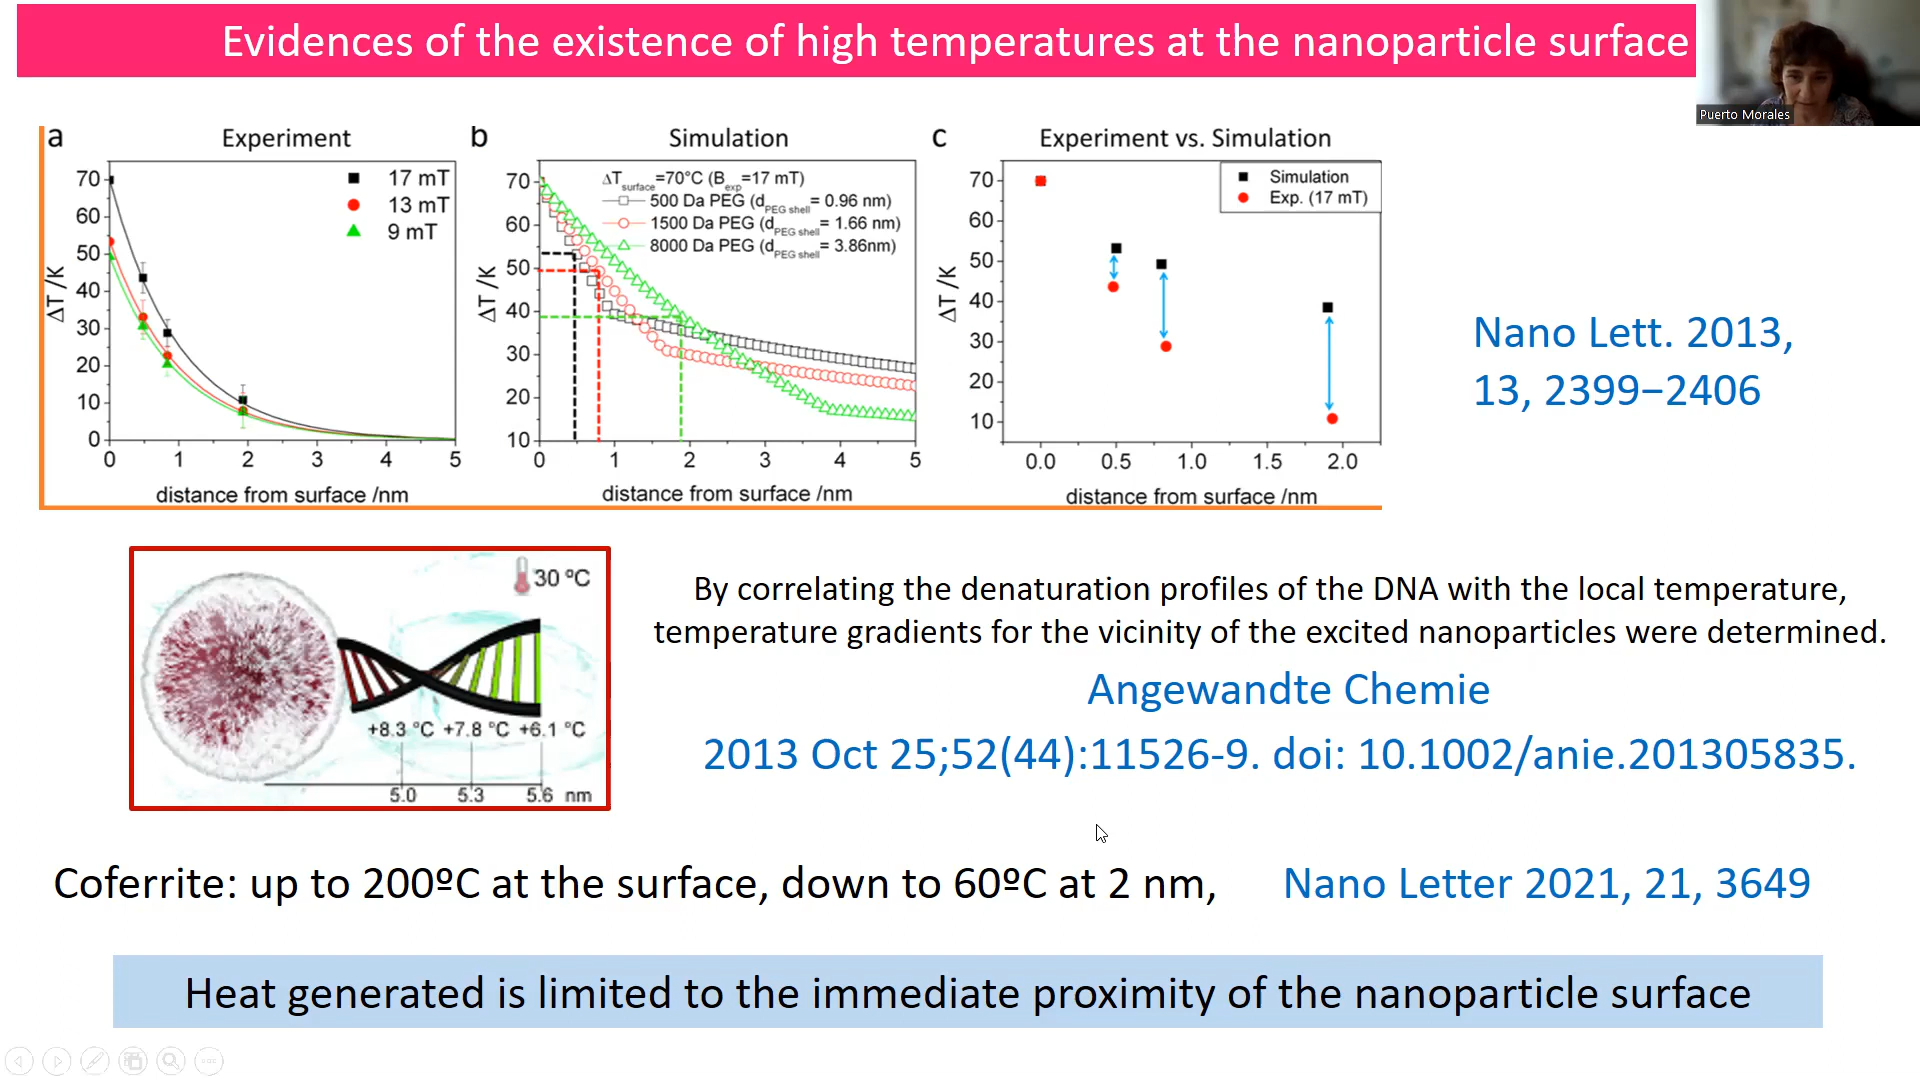 Evidences of the existence of high temperatures at the nanoparticle surface
Puerto Morales
a Experiment
70
60
50
40
30
20
10
0
ΔT /K
17 mT
13 mT
9 mT
0 1 2 3 4 5
distance from surface /nm
b Simulation
70
60
50
40
30
20
10
ΔT /K
ΔTsurface=70°C (Bexp=17 mT)
500 Da PEG (dPEG shell= 0.96 nm)
1500 Da PEG (dPEG shell= 1.66 nm)
8000 Da PEG (dPEG shell= 3.86nm)
0 1 2 3 4 5
distance from surface /nm
c Experiment vs. Simulation
70
60
50
40
30
20
10
ΔT /K
Simulation
Exp. (17 mT)
0.0 0.5 1.0 1.5 2.0
distance from surface /nm
Nano Lett. 2013,
13, 2399−2406
30 ºC
+8.3 ºC +7.8 ºC +6.1 ºC
5.0 5.3 5.6 nm
By correlating the denaturation profiles of the DNA with the local temperature,
temperature gradients for the vicinity of the excited nanoparticles were determined.
Angewandte Chemie
2013 Oct 25;52(44):11526-9. doi: 10.1002/anie.201305835.
Coferrite: up to 200ºC at the surface, down to 60ºC at 2 nm, Nano Letter 2021, 21, 3649
Heat generated is limited to the immediate proximity of the nanoparticle surface